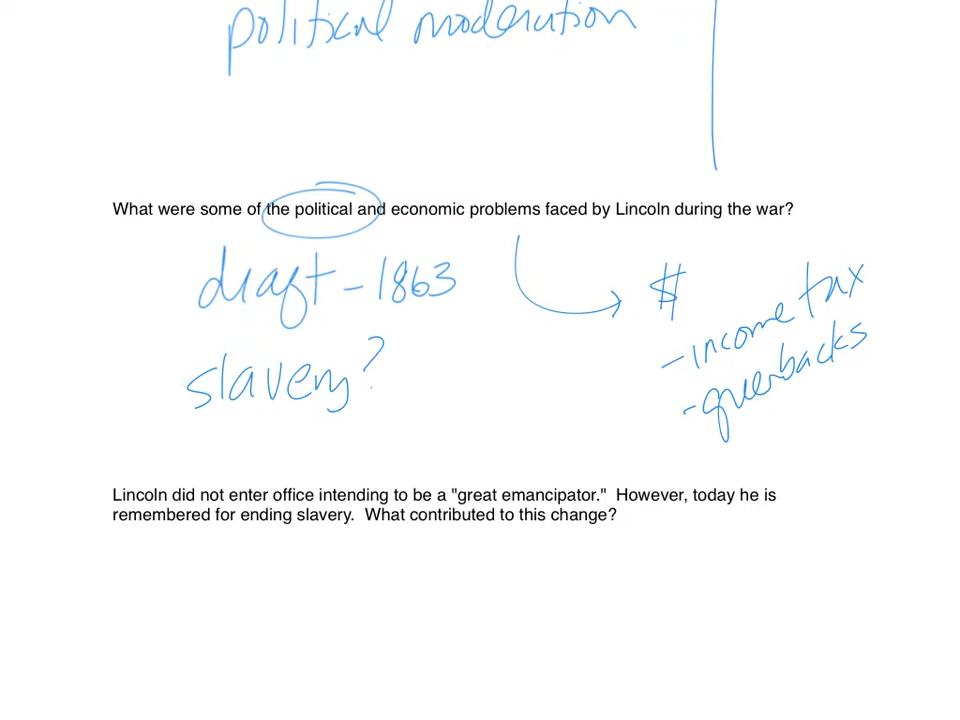 political moderation
What were some of the political and economic problems faced by Lincoln during the war?
draft - 1863
$
- income tax
slavery?
- greenbacks
Lincoln did not enter office intending to be a "great emancipator." However, today he is
remembered for ending slavery. What contributed to this change?